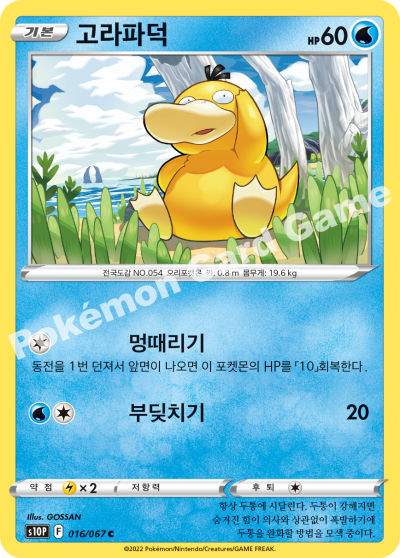 기본 고라파덕 HP 60
전국도감 NO.054 오리포켓몬 키: 0.8 m 몸무게: 19.6 kg
Pokémon Card Game
멍때리기
동전을 1번 던져서 앞면이 나오면 이 포켓몬의 HP를 「10」회복한다.
부딪치기 20
약점 ×2 저항력 후퇴
Illus. GOSSAN
항상 두통에 시달린다. 두통이 강해지면
숨겨진 힘이 의사와 상관없이 폭발하기에
두통을 완화할 방법을 모색 중이다.
s10P F 016/067 C
©2022 Pokémon/Nintendo/Creatures/GAME FREAK.